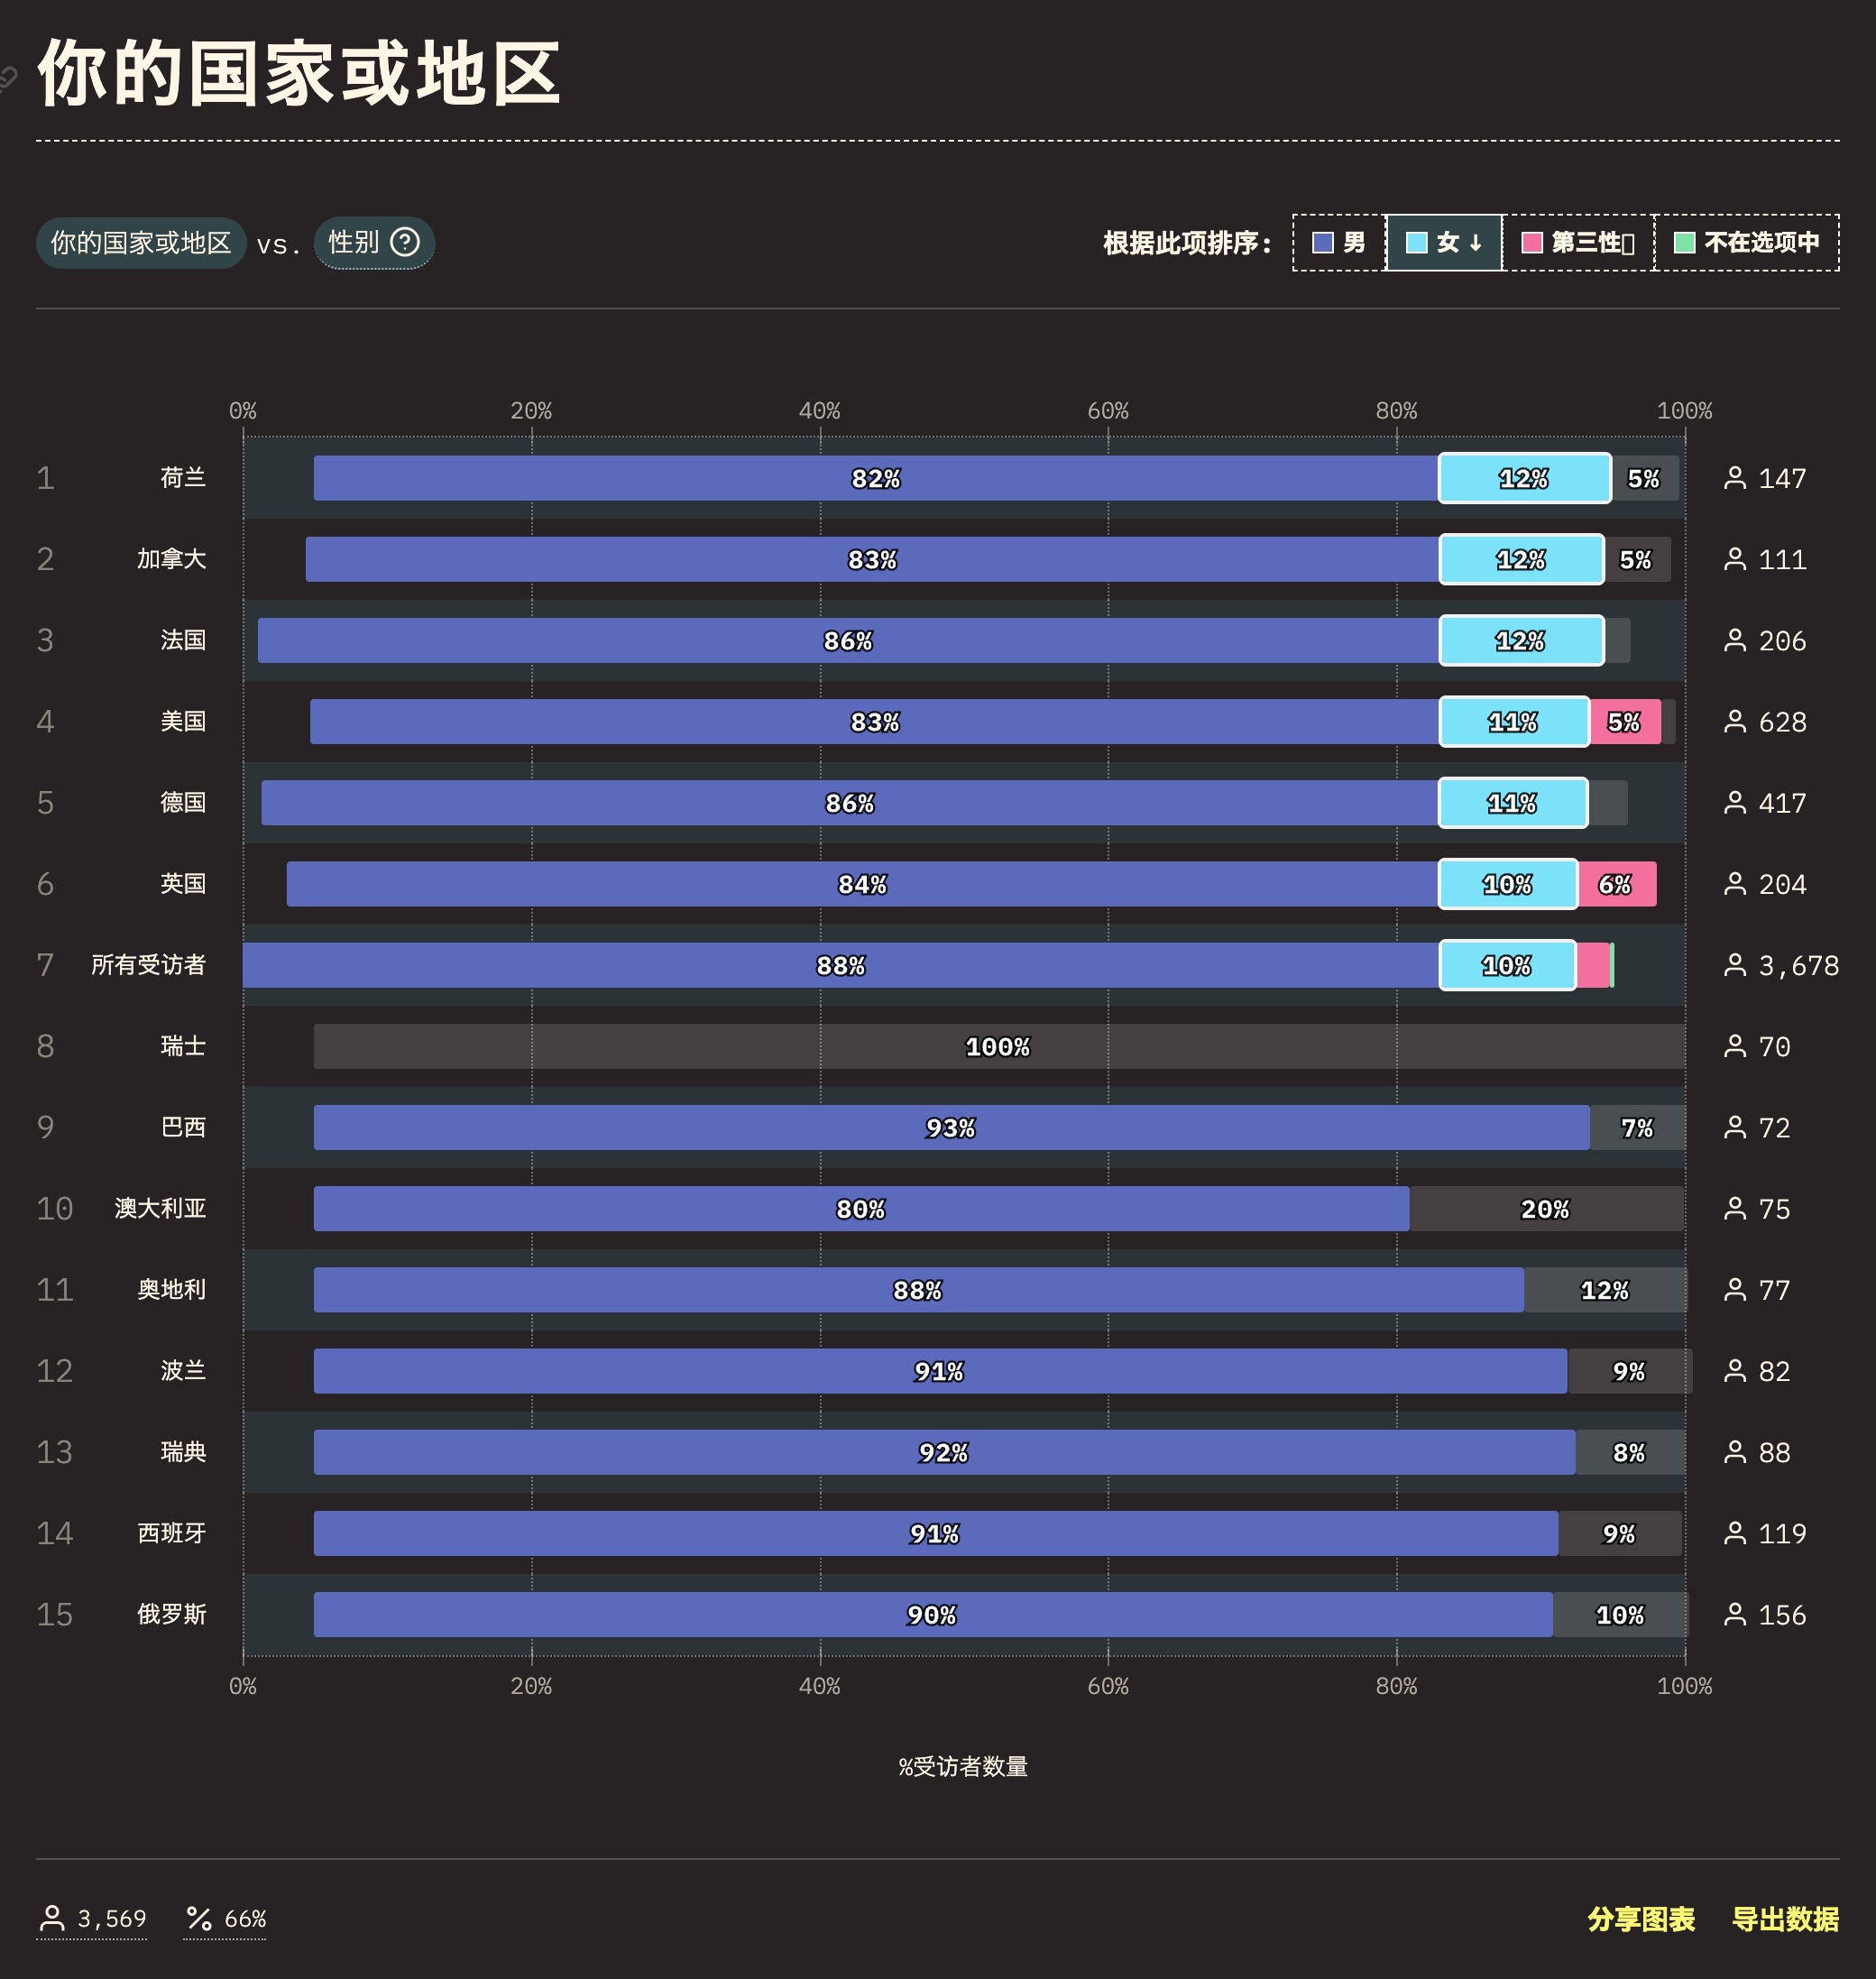 你的国家或地区
你的国家或地区 vs. 性别 ?
根据此项排序: 男 女 ↓ 第三性 不在选项中
0% 20% 40% 60% 80% 100%
1 荷兰 82% 12% 5% 147
2 加拿大 83% 12% 5% 111
3 法国 86% 12% 206
4 美国 83% 11% 5% 628
5 德国 86% 11% 417
6 英国 84% 10% 6% 204
7 所有受访者 88% 10% 3,678
8 瑞士 100% 70
9 巴西 93% 7% 72
10 澳大利亚 80% 20% 75
11 奥地利 88% 12% 77
12 波兰 91% 9% 82
13 瑞典 92% 8% 88
14 西班牙 91% 9% 119
15 俄罗斯 90% 10% 156
0% 20% 40% 60% 80% 100%
%受访者数量
3,569 % 66%
分享图表 导出数据